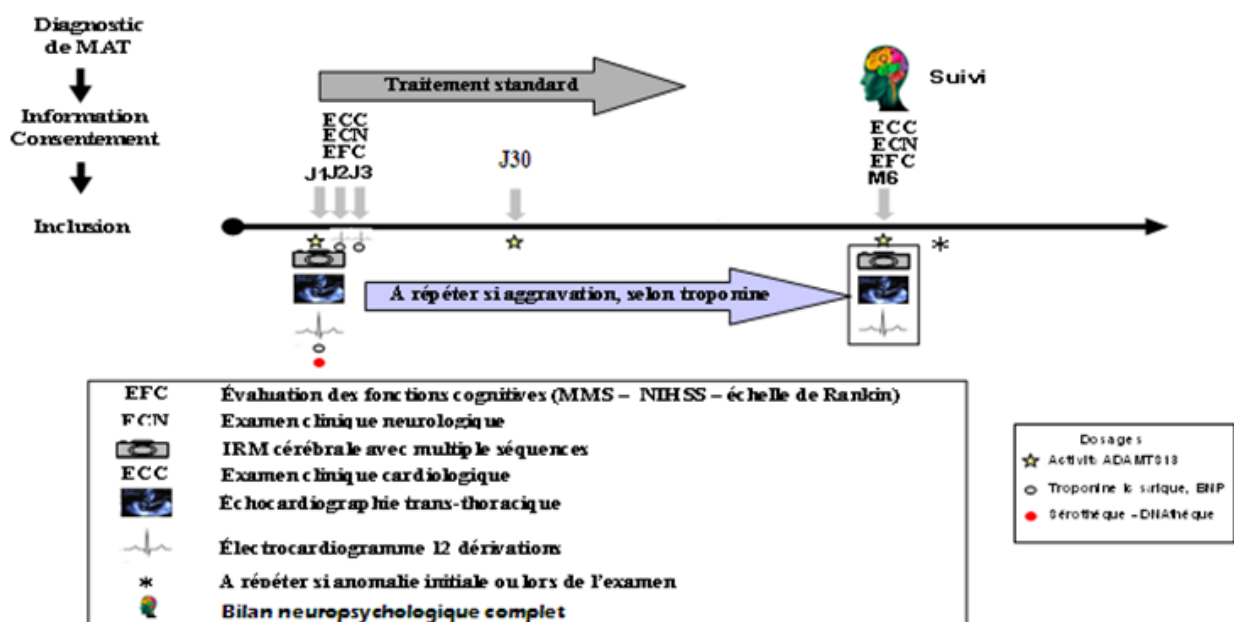 Diagnostic
de MAT
Information
Consentement
Inclusion
Traitement standard
Suivi
ECC
ECN
EFC
J1 J2 J3
J30
ECC
ECN
EFC
M6
*
A répéter si aggravation, selon troponine
EFC Évaluation des fonctions cognitives (MMS – NIHSS – échelle de Rankin)
ECN Examen clinique neurologique
IRM cérébrale avec multiple séquences
ECC Examen clinique cardiologique
Échocardiographie trans-thoracique
Électrocardiogramme 12 dérivations
* A répéter si anomalie initiale ou lors de l'examen
Bilan neuropsychologique complet
Dosages
Activité ADAMTS13
Troponine, BNP
Sérothèque – DNAthèque